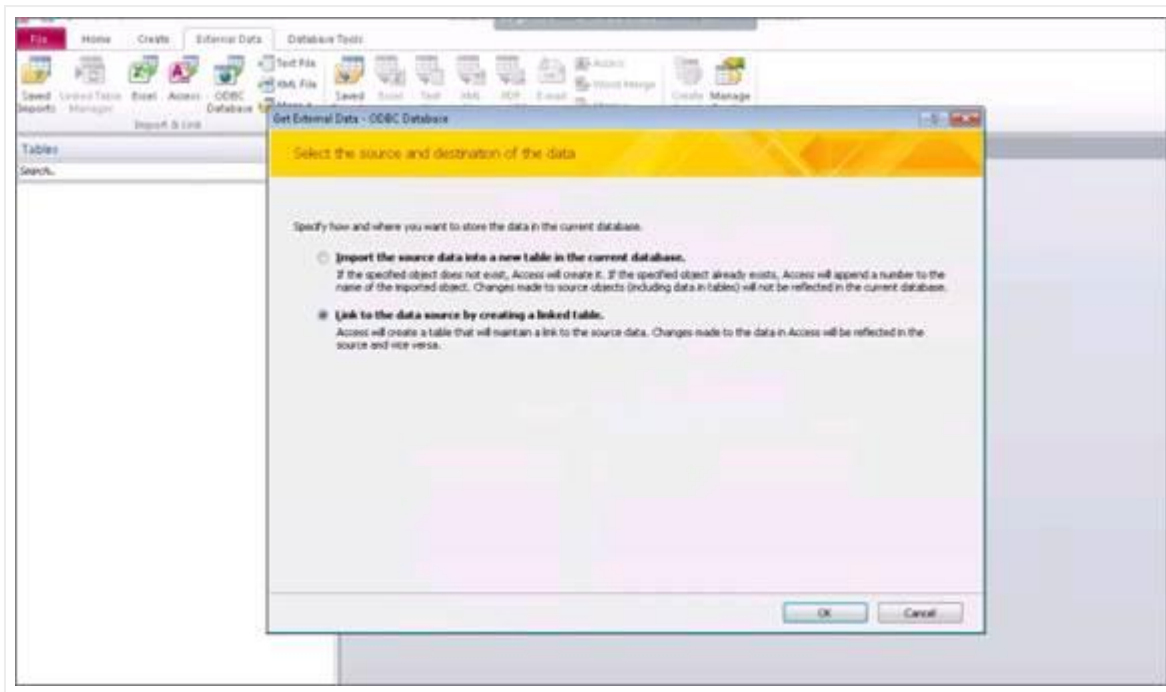 File Home Create External Data Database Tools
Text File
XML File
Access
Word Merge
Saved Imports
Linked Table Manager
Excel
Access
ODBC Database
Saved
Excel
Text
XML
PDF
E-mail
Create
Manage
Import & Link
Get External Data - ODBC Database
Tables
Search..
Select the source and destination of the data
Specify how and where you want to store the data in the current database.
Import the source data into a new table in the current database.
If the specified object does not exist, Access will create it. If the specified object already exists, Access will append a number to the
name of the imported object. Changes made to source objects (including data in tables) will not be reflected in the current database.
Link to the data source by creating a linked table.
Access will create a table that will maintain a link to the source data. Changes made to the data in Access will be reflected in the
source and vice versa.
OK Cancel